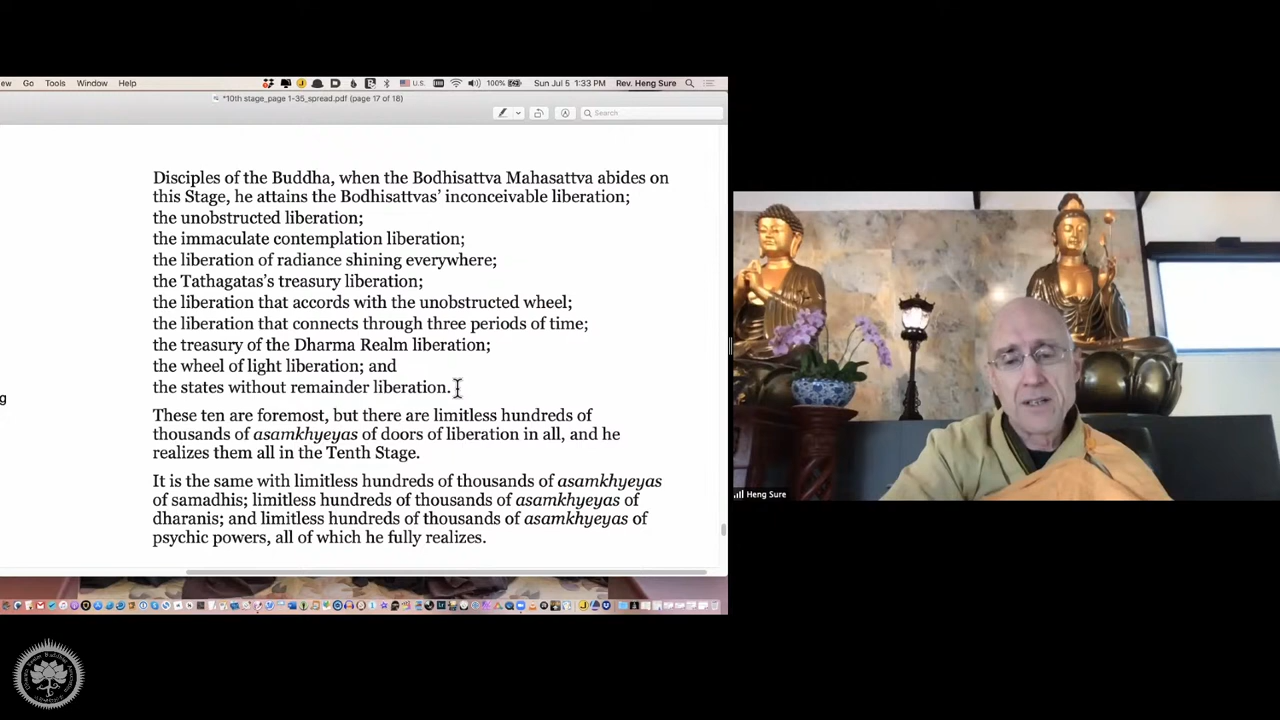 ew Go Tools Window Help U.S. 100% Sun Jul 5 1:33 PM Rev. Heng Sure
*10th stage_page 1-35_spread.pdf (page 17 of 18)
Search
Disciples of the Buddha, when the Bodhisattva Mahasattva abides on
this Stage, he attains the Bodhisattvas’ inconceivable liberation;
the unobstructed liberation;
the immaculate contemplation liberation;
the liberation of radiance shining everywhere;
the Tathagatas’s treasury liberation;
the liberation that accords with the unobstructed wheel;
the liberation that connects through three periods of time;
the treasury of the Dharma Realm liberation;
the wheel of light liberation; and
the states without remainder liberation.
g
These ten are foremost, but there are limitless hundreds of
thousands of asamkhyeyas of doors of liberation in all, and he
realizes them all in the Tenth Stage.
It is the same with limitless hundreds of thousands of asamkhyeyas
of samadhis; limitless hundreds of thousands of asamkhyeyas of
dharanis; and limitless hundreds of thousands of asamkhyeyas of
psychic powers, all of which he fully realizes.
Heng Sure